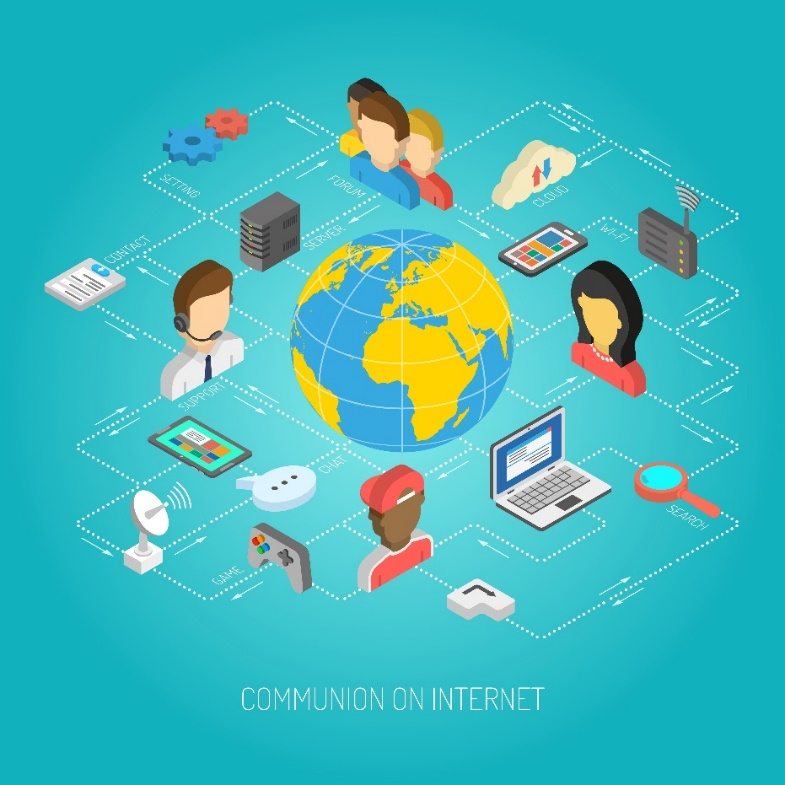 SETTING
FORUM
CLOUD
CONTACT
SERVER
WI-FI
SUPPORT
CHAT
SEARCH
GAME
COMMUNION ON INTERNET